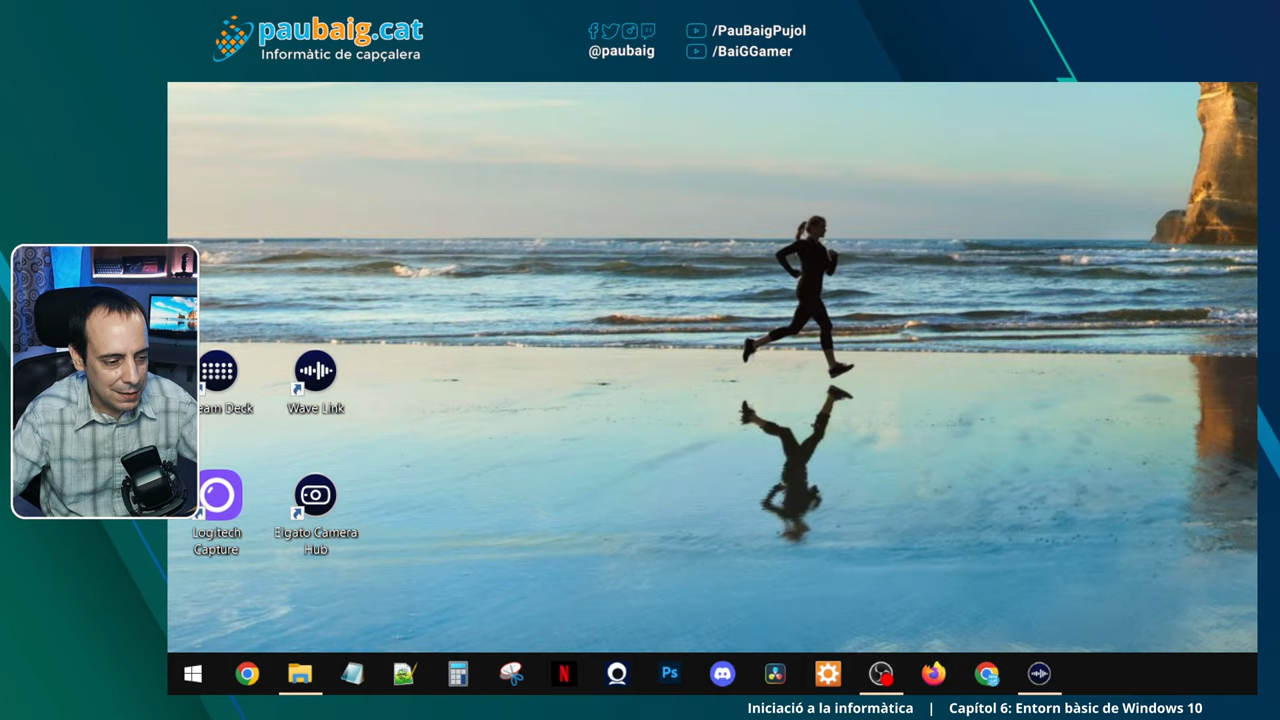 paubaig.cat
Informàtic de capçalera
@paubaig
/PauBaigPujol
/BaiGGamer
eam Deck
Wave Link
Logitech
Capture
Elgato Camera
Hub
N
Ps
Iniciació a la informàtica | Capítol 6: Entorn bàsic de Windows 10